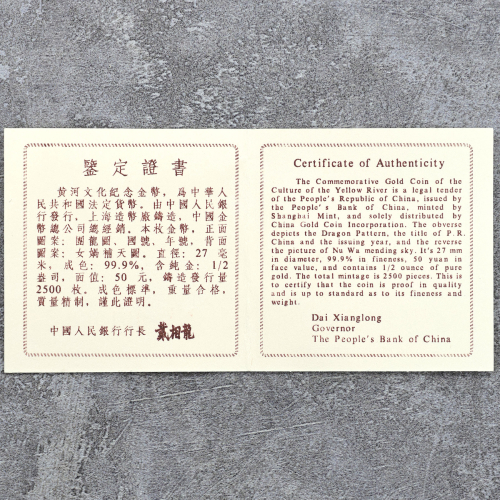 鑒定證書
黃河文化記念金幣，爲中華人
民共和國法定貨幣。由中國人民銀
行發行，上海造幣廠鑄造，中國金
幣總公司總經銷。本枚金幣，正面
圖案：團龍圖、國號、年號，背面
圖案：女媧補天圖。直徑：27 毫
米，成色：99.9%，含純金：1/2
盎司，面值：50 元，鑄造發行量
2500 枚。成色標準，重量合格，
質量精制，謹此證明。
中國人民銀行行長 戴相龍
Certificate of Authenticity
The Commemorative Gold Coin of the
Culture of the Yellow River is a legal tender
of the People's Republic of China, issued by
the People's Bank of China, minted by
Shanghai Mint, and solely distributed by
China Gold Coin Incorporation. The obverse
depicts the Dragon Pattern, the title of P. R.
China and the issuing year, and the reverse
the picture of Nu Wa mending sky. It's 27 mm
in diameter, 99.9% in fineness, 50 yuan in
face value, and contains 1/2 ounce of pure
gold. The total mintage is 2500 pieces. This is
to certify that the coin is proof in quality
and is up to standard as to its fineness and
weight.
Dai Xianglong
Governor
The People's Bank of China